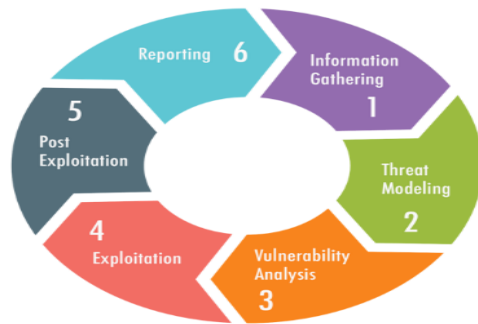 Information
Gathering
1
Threat
Modeling
2
Vulnerability
Analysis
3
4
Exploitation
5
Post
Exploitation
Reporting 6